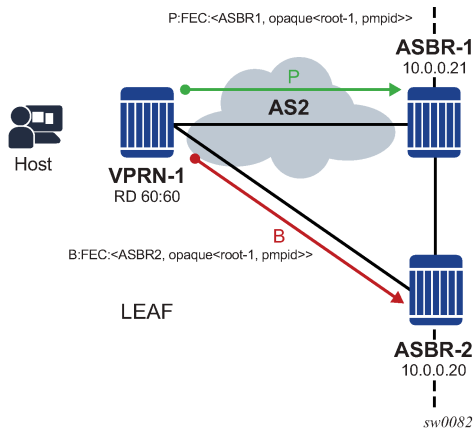 P:FEC:<ASBR1, opaque<root-1, pmpid>>
ASBR-1
10.0.0.21
P
AS2
Host
VPRN-1
RD 60:60
B
B:FEC:<ASBR2, opaque<root-1, pmpid>>
LEAF
ASBR-2
10.0.0.20
sw0082